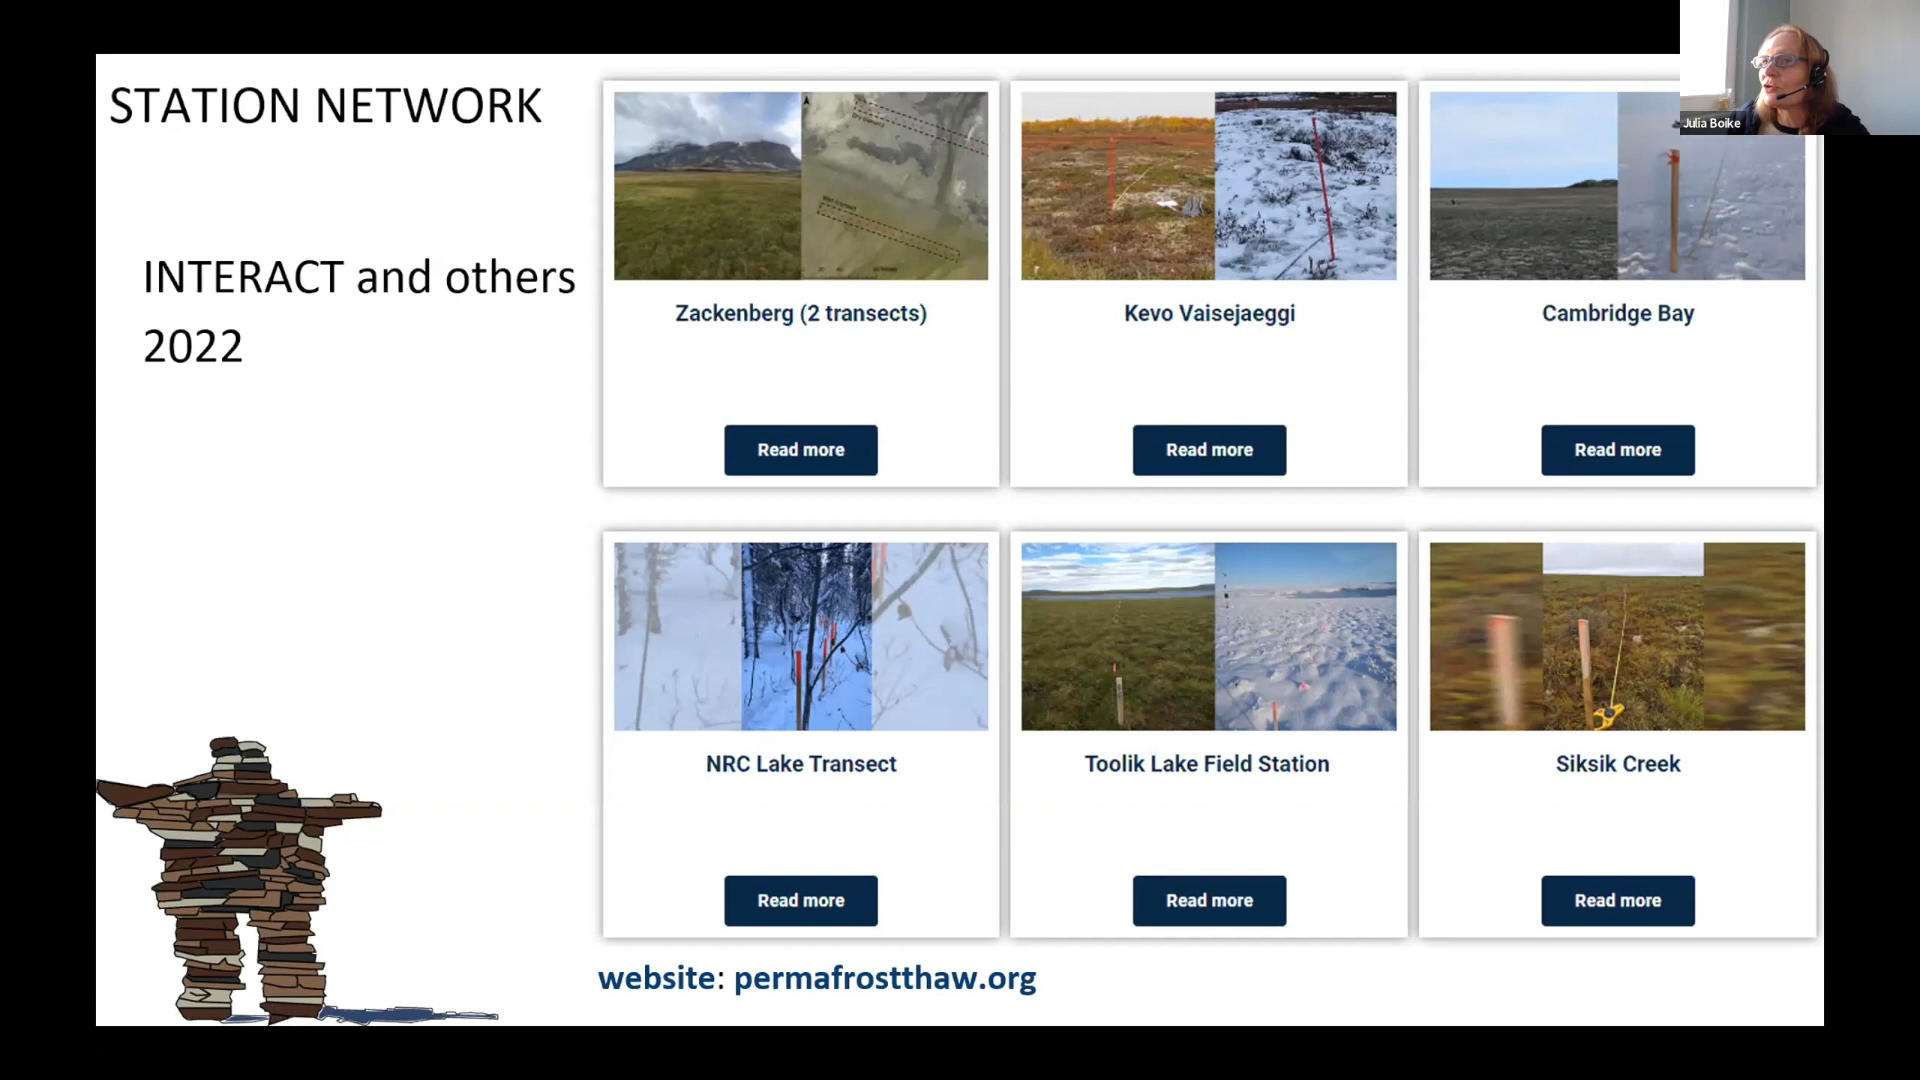 STATION NETWORK
INTERACT and others
2022
Zackenberg (2 transects)
Read more
Kevo Vaisejaeggi
Read more
Cambridge Bay
Read more
NRC Lake Transect
Read more
Toolik Lake Field Station
Read more
Siksik Creek
Read more
website: permafrostthaw.org
Julia Boike